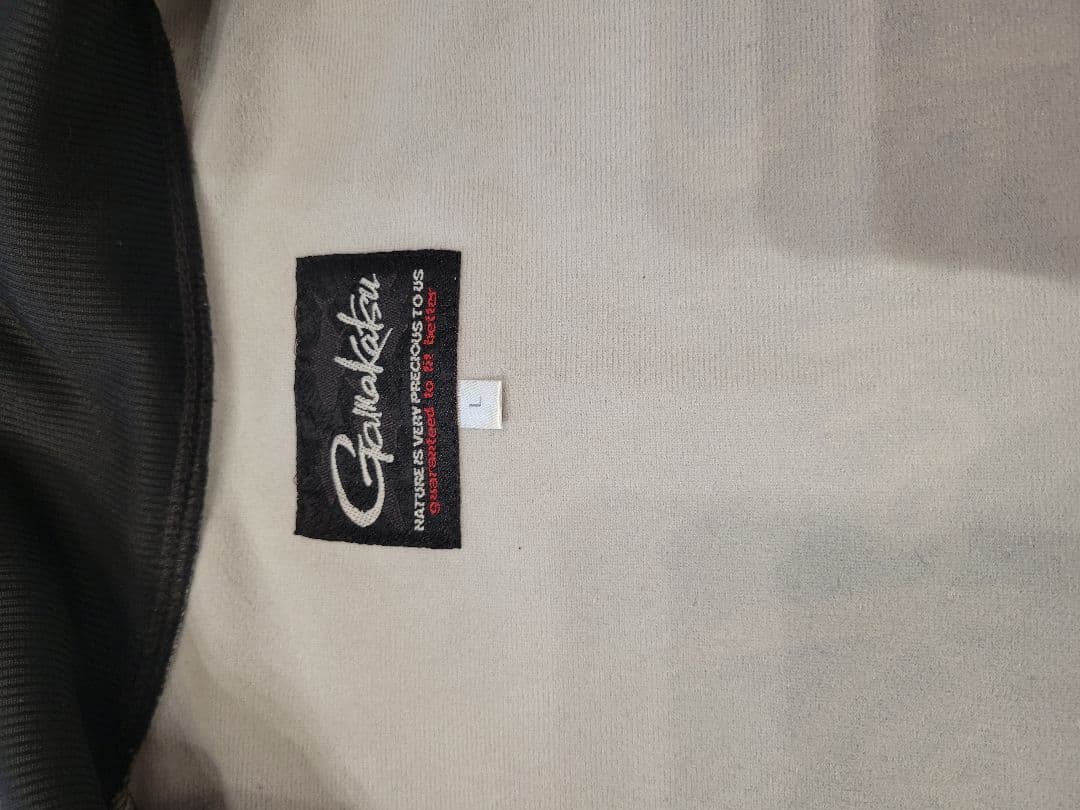 Gamakatsu
NATURE IS VERY PRECIOUS TO US
guaranteed to fit better
L